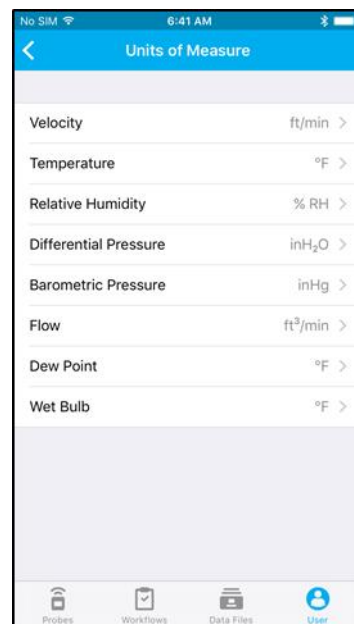 No SIM 6:41 AM
Units of Measure
Velocity ft/min
Temperature °F
Relative Humidity % RH
Differential Pressure inH₂O
Barometric Pressure inHg
Flow ft³/min
Dew Point °F
Wet Bulb °F
Probes Workflows Data Files User